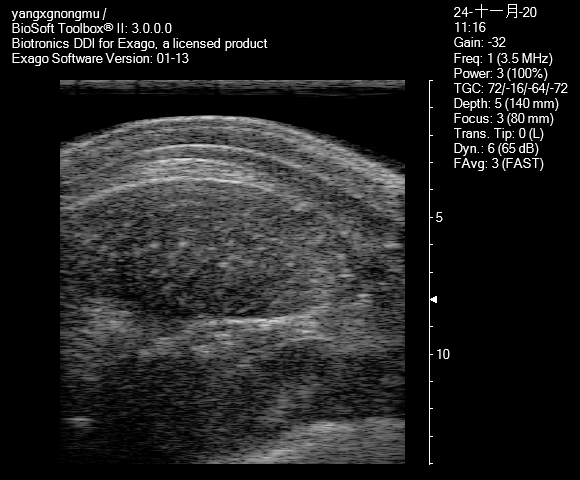 yangxgnongmu /
BioSoft Toolbox® II: 3.0.0.0
Biotronics DDI for Exago, a licensed product
Exago Software Version: 01-13
24-十一月-20
11:16
Gain: -32
Freq: 1 (3.5 MHz)
Power: 3 (100%)
TGC: 72/-16/-64/-72
Depth: 5 (140 mm)
Focus: 3 (80 mm)
Trans. Tip: 0 (L)
Dyn.: 6 (65 dB)
FAvg: 3 (FAST)
5
10